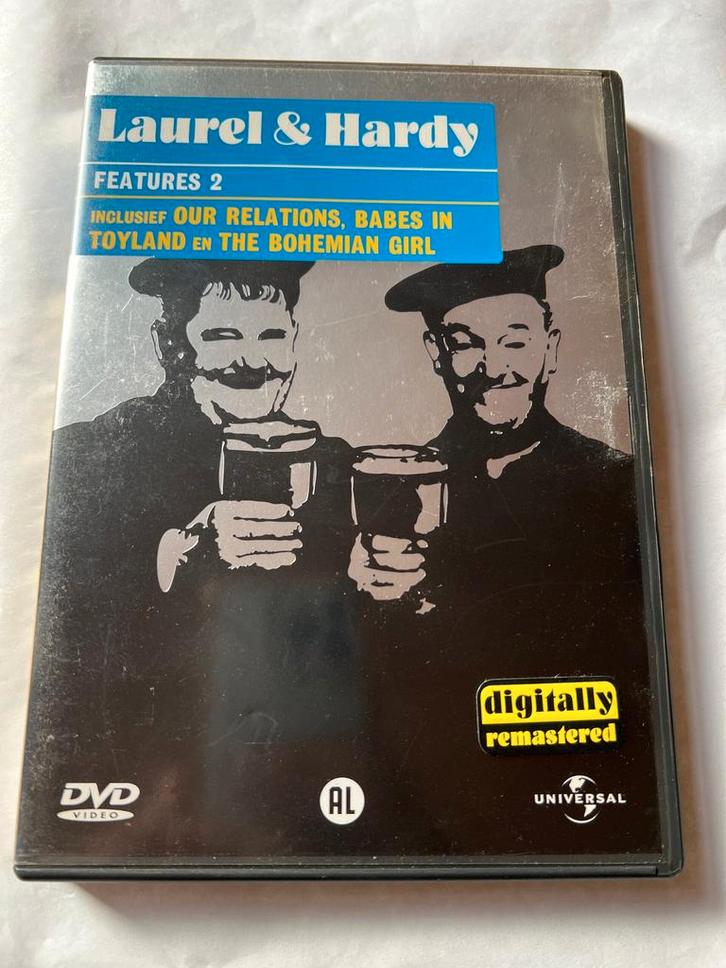 Laurel & Hardy
FEATURES 2
INCLUSIEF OUR RELATIONS, BABES IN
TOYLAND EN THE BOHEMIAN GIRL
digitally
remastered
DVD
VIDEO
AL
UNIVERSAL